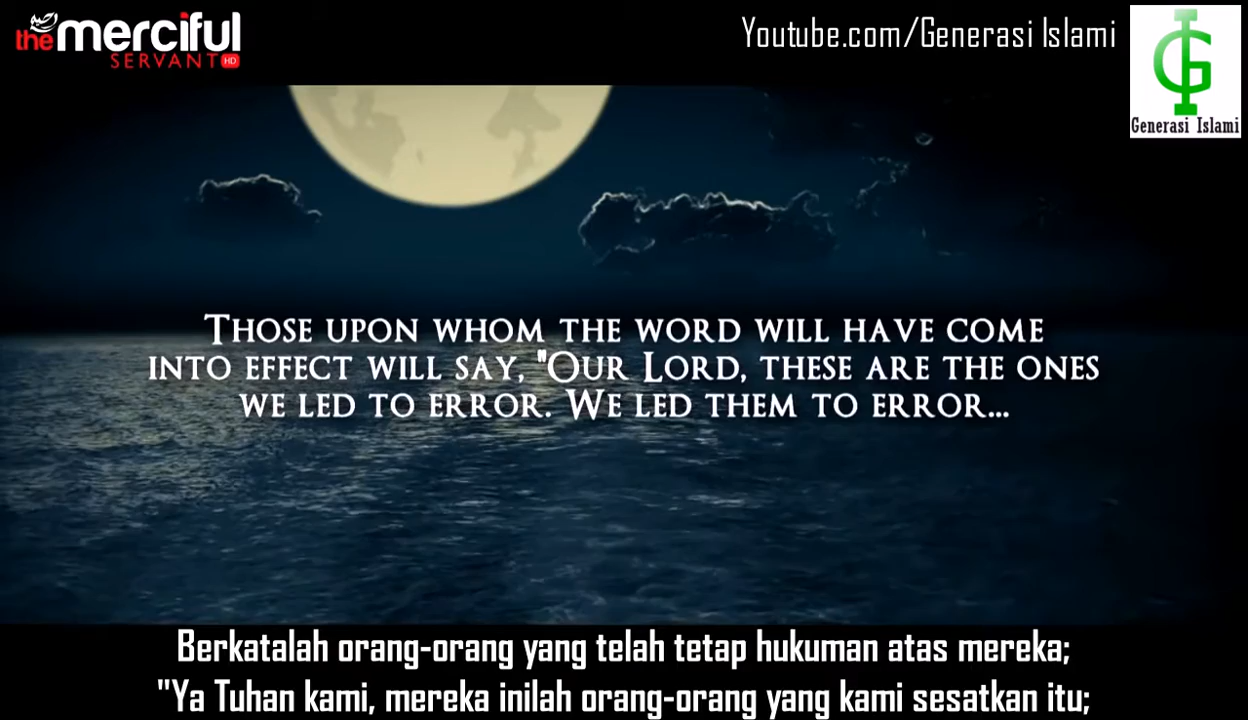 the merciful
SERVANT HD
Youtube.com/Generasi Islami
GI
Generasi Islami
THOSE UPON WHOM THE WORD WILL HAVE COME
INTO EFFECT WILL SAY, "OUR LORD, THESE ARE THE ONES
WE LED TO ERROR. WE LED THEM TO ERROR...
Berkatalah orang-orang yang telah tetap hukuman atas mereka;
"Ya Tuhan kami, mereka inilah orang-orang yang kami sesatkan itu;